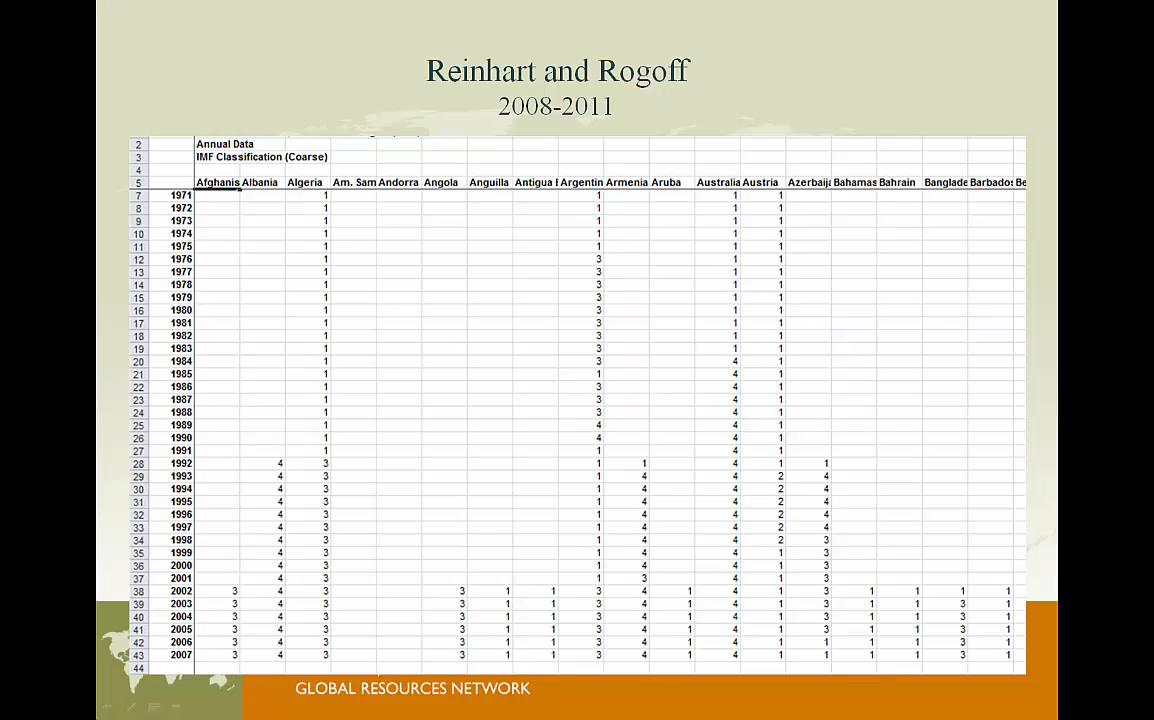 Reinhart and Rogoff
2008-2011
2 Annual Data
3 IMF Classification (Coarse)
4
5 Afghanis Albania Algeria Am. Sam Andorra Angola Anguilla Antigua Argentin Armenia Aruba Australia Austria Azerbaija Bahamas Bahrain Banglade Barbados Be
7 1971 1 1 1 1
8 1972 1 1 1 1
9 1973 1 1 1 1
10 1974 1 1 1 1
11 1975 1 1 1 1
12 1976 1 3 1 1
13 1977 1 3 1 1
14 1978 1 3 1 1
15 1979 1 3 1 1
16 1980 1 3 1 1
17 1981 1 3 1 1
18 1982 1 3 1 1
19 1983 1 3 1 1
20 1984 1 3 4 1
21 1985 1 1 4 1
22 1986 1 3 4 1
23 1987 1 3 4 1
24 1988 1 3 4 1
25 1989 1 4 4 1
26 1990 1 4 4 1
27 1991 1 1 4 1
28 1992 4 3 1 1 4 1 1
29 1993 4 3 1 4 4 2 4
30 1994 4 3 1 4 4 2 4
31 1995 4 3 1 4 4 2 4
32 1996 4 3 1 4 4 2 4
33 1997 4 3 1 4 4 2 4
34 1998 4 3 1 4 4 2 3
35 1999 4 3 1 4 4 1 3
36 2000 4 3 1 4 4 1 3
37 2001 4 3 1 3 4 1 3
38 2002 3 4 3 3 1 1 3 4 1 4 1 3 1 1 1 1
39 2003 3 4 3 3 1 1 3 4 1 4 1 3 1 1 3 1
40 2004 3 4 3 3 1 1 3 4 1 4 1 3 1 1 3 1
41 2005 3 4 3 3 1 1 3 4 1 4 1 3 1 1 3 1
42 2006 3 4 3 3 1 1 3 4 1 4 1 1 1 1 3 1
43 2007 3 4 3 3 1 1 3 4 1 4 1 1 1 1 3 1
44
GLOBAL RESOURCES NETWORK